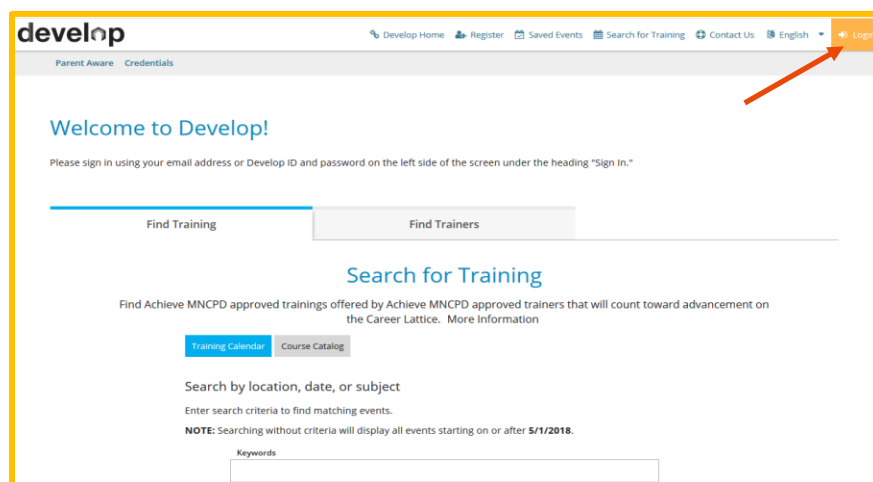 develop
Develop Home Register Saved Events Search for Training Contact Us English Login
Parent Aware Credentials
Welcome to Develop!
Please sign in using your email address or Develop ID and password on the left side of the screen under the heading "Sign In."
Find Training Find Trainers
Search for Training
Find Achieve MNCPD approved trainings offered by Achieve MNCPD approved trainers that will count toward advancement on
the Career Lattice. More Information
Training Calendar Course Catalog
Search by location, date, or subject
Enter search criteria to find matching events.
NOTE: Searching without criteria will display all events starting on or after 5/1/2018.
Keywords